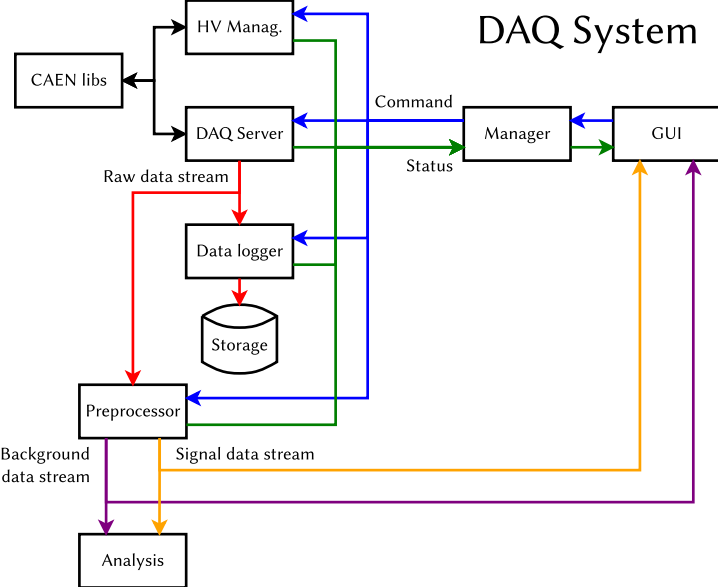 DAQ System
HV Manag.
CAEN libs
Command
DAQ Server
Manager
GUI
Status
Raw data stream
Data logger
Storage
Preprocessor
Background
data stream
Signal data stream
Analysis